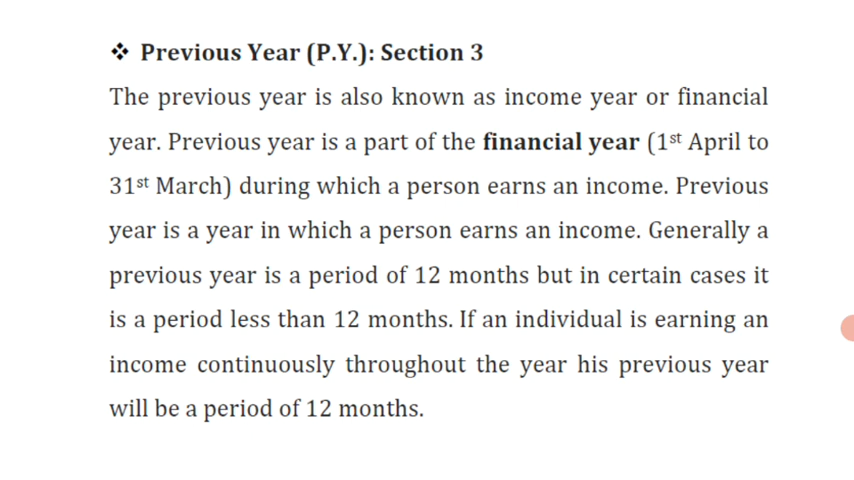 ❖ Previous Year (P.Y.): Section 3
The previous year is also known as income year or financial
year. Previous year is a part of the financial year (1st April to
31st March) during which a person earns an income. Previous
year is a year in which a person earns an income. Generally a
previous year is a period of 12 months but in certain cases it
is a period less than 12 months. If an individual is earning an
income continuously throughout the year his previous year
will be a period of 12 months.